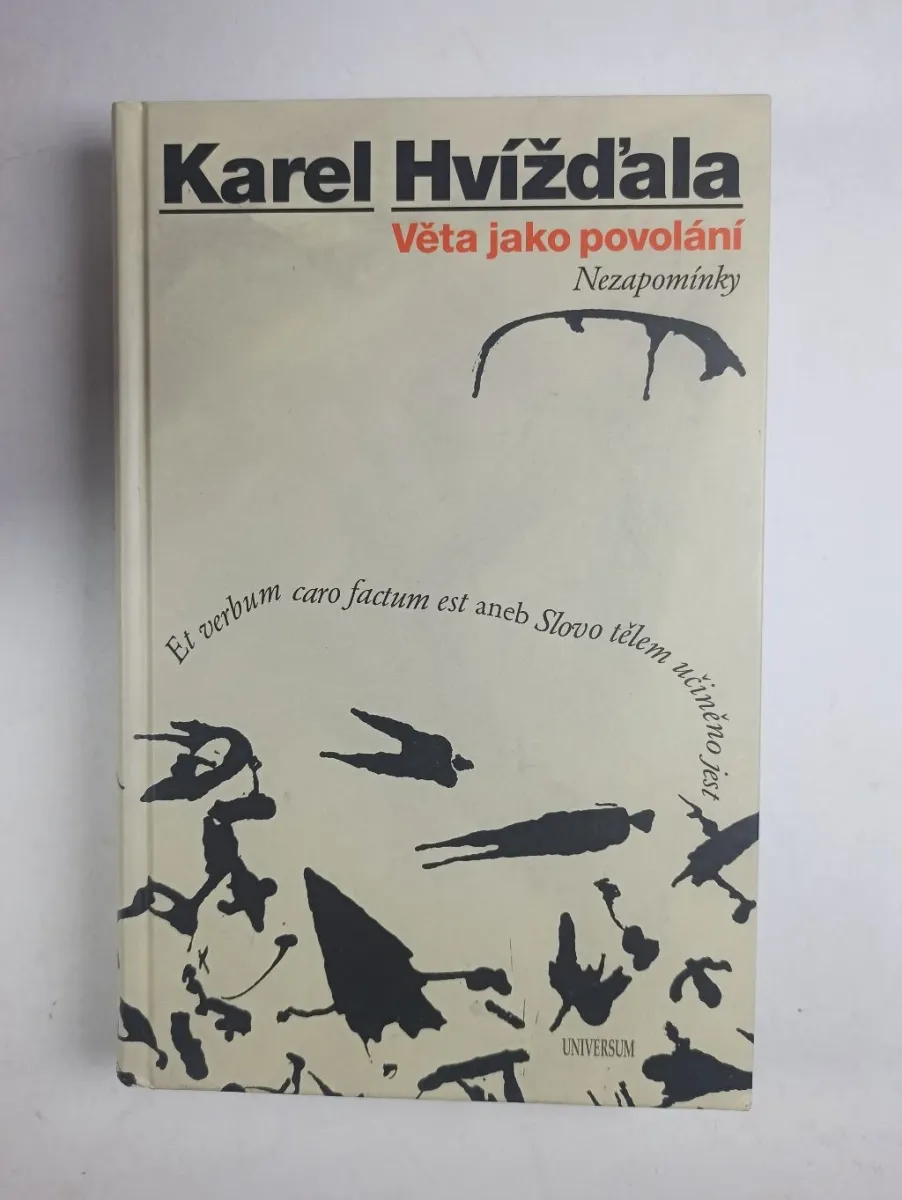 Karel Hvížďala
Věta jako povolání
Nezapomínky
Et verbum caro factum est aneb Slovo tělem učiněno jest
UNIVERSUM